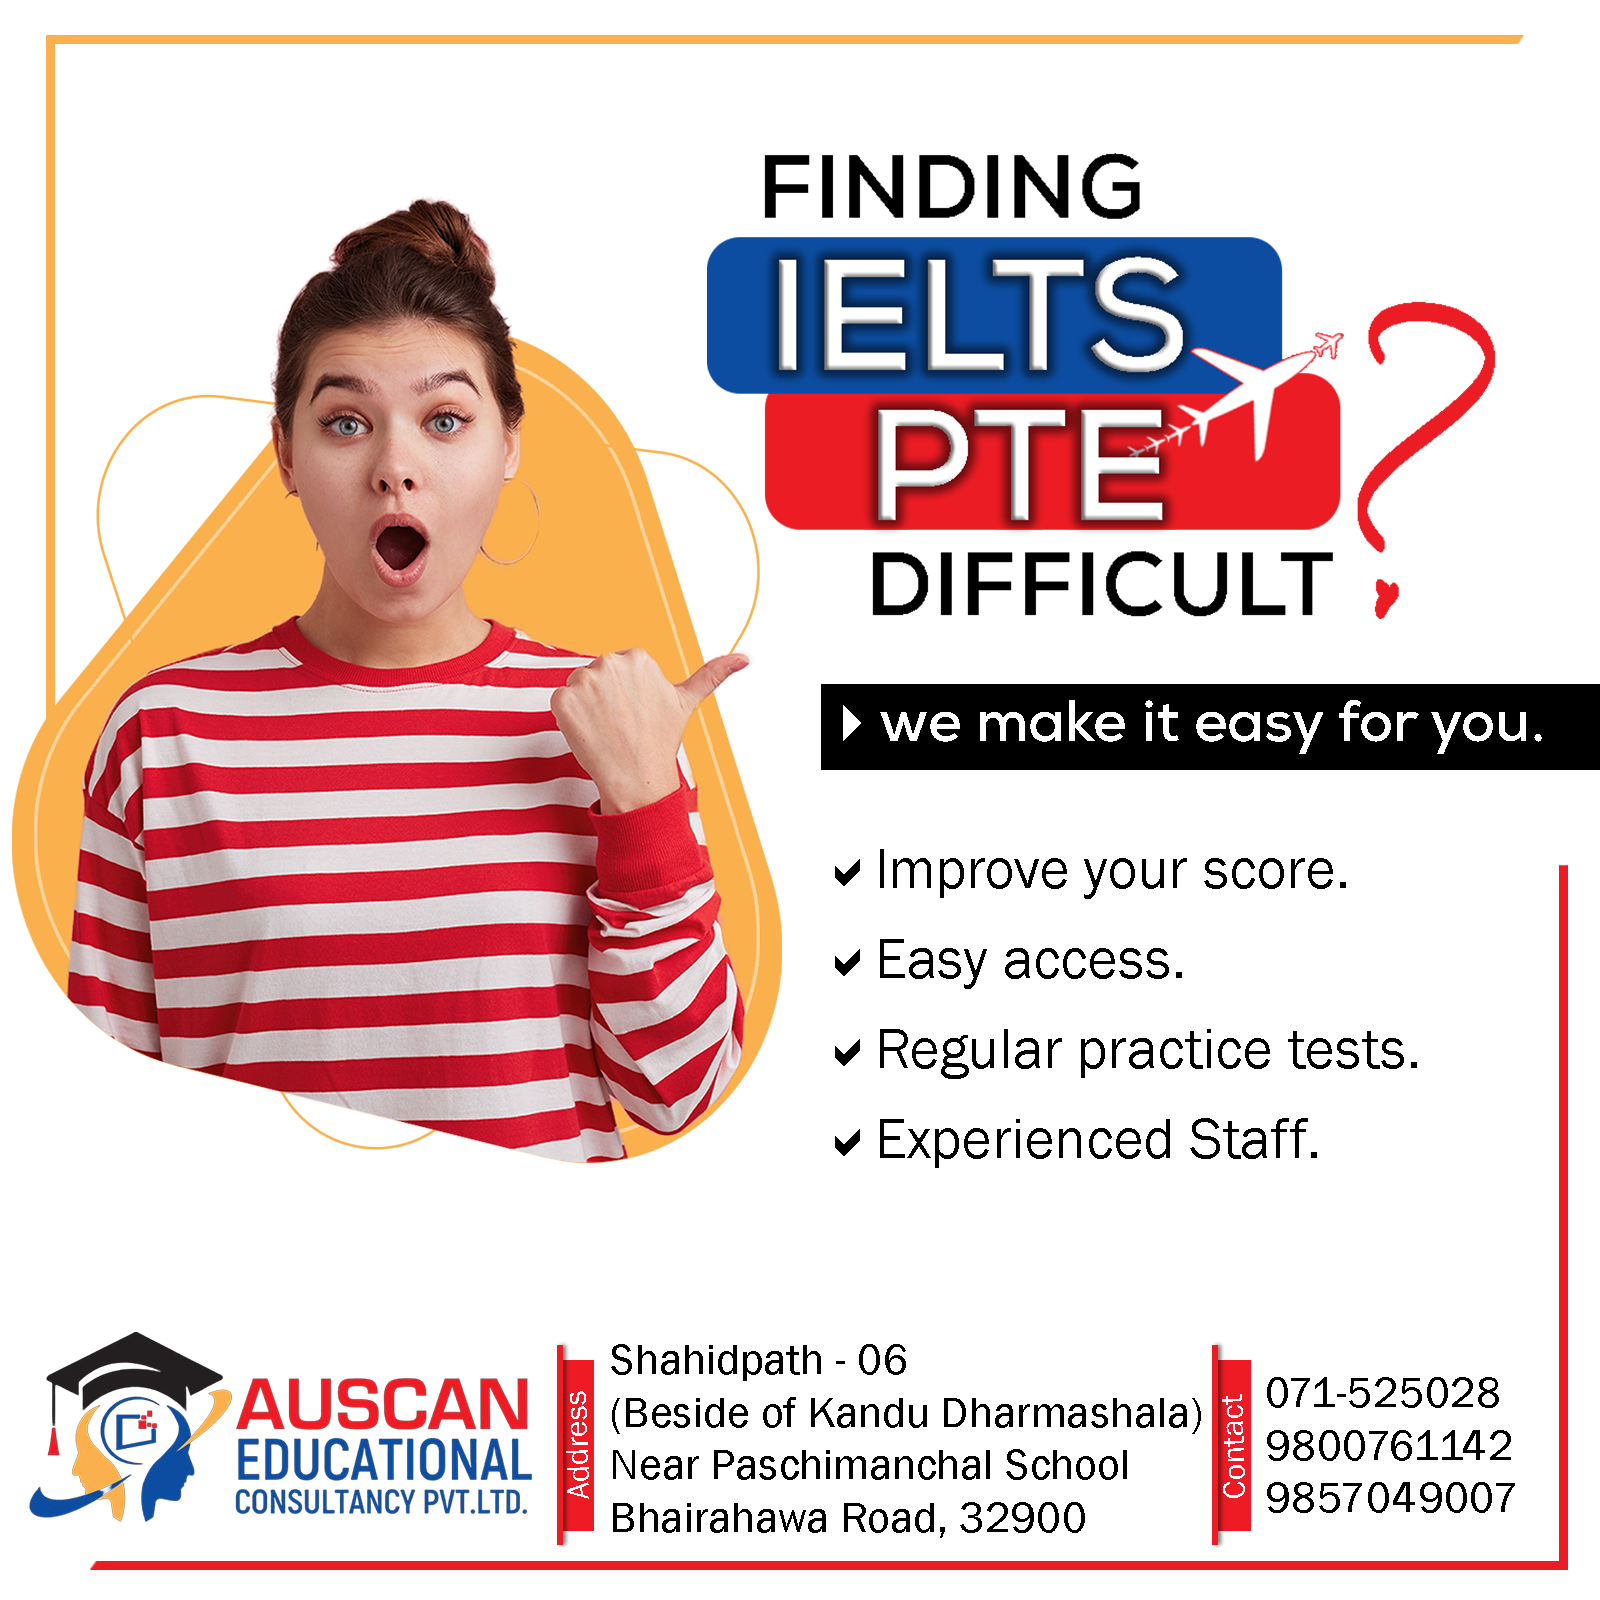 FINDING
IELTS
PTE
DIFFICULT ?
we make it easy for you.
Improve your score.
Easy access.
Regular practice tests.
Experienced Staff.
AUSCAN
EDUCATIONAL
CONSULTANCY PVT.LTD.
Address
Shahidpath - 06
(Beside of Kandu Dharmashala)
Near Paschimanchal School
Bhairahawa Road, 32900
Contact
071-525028
9800761142
9857049007